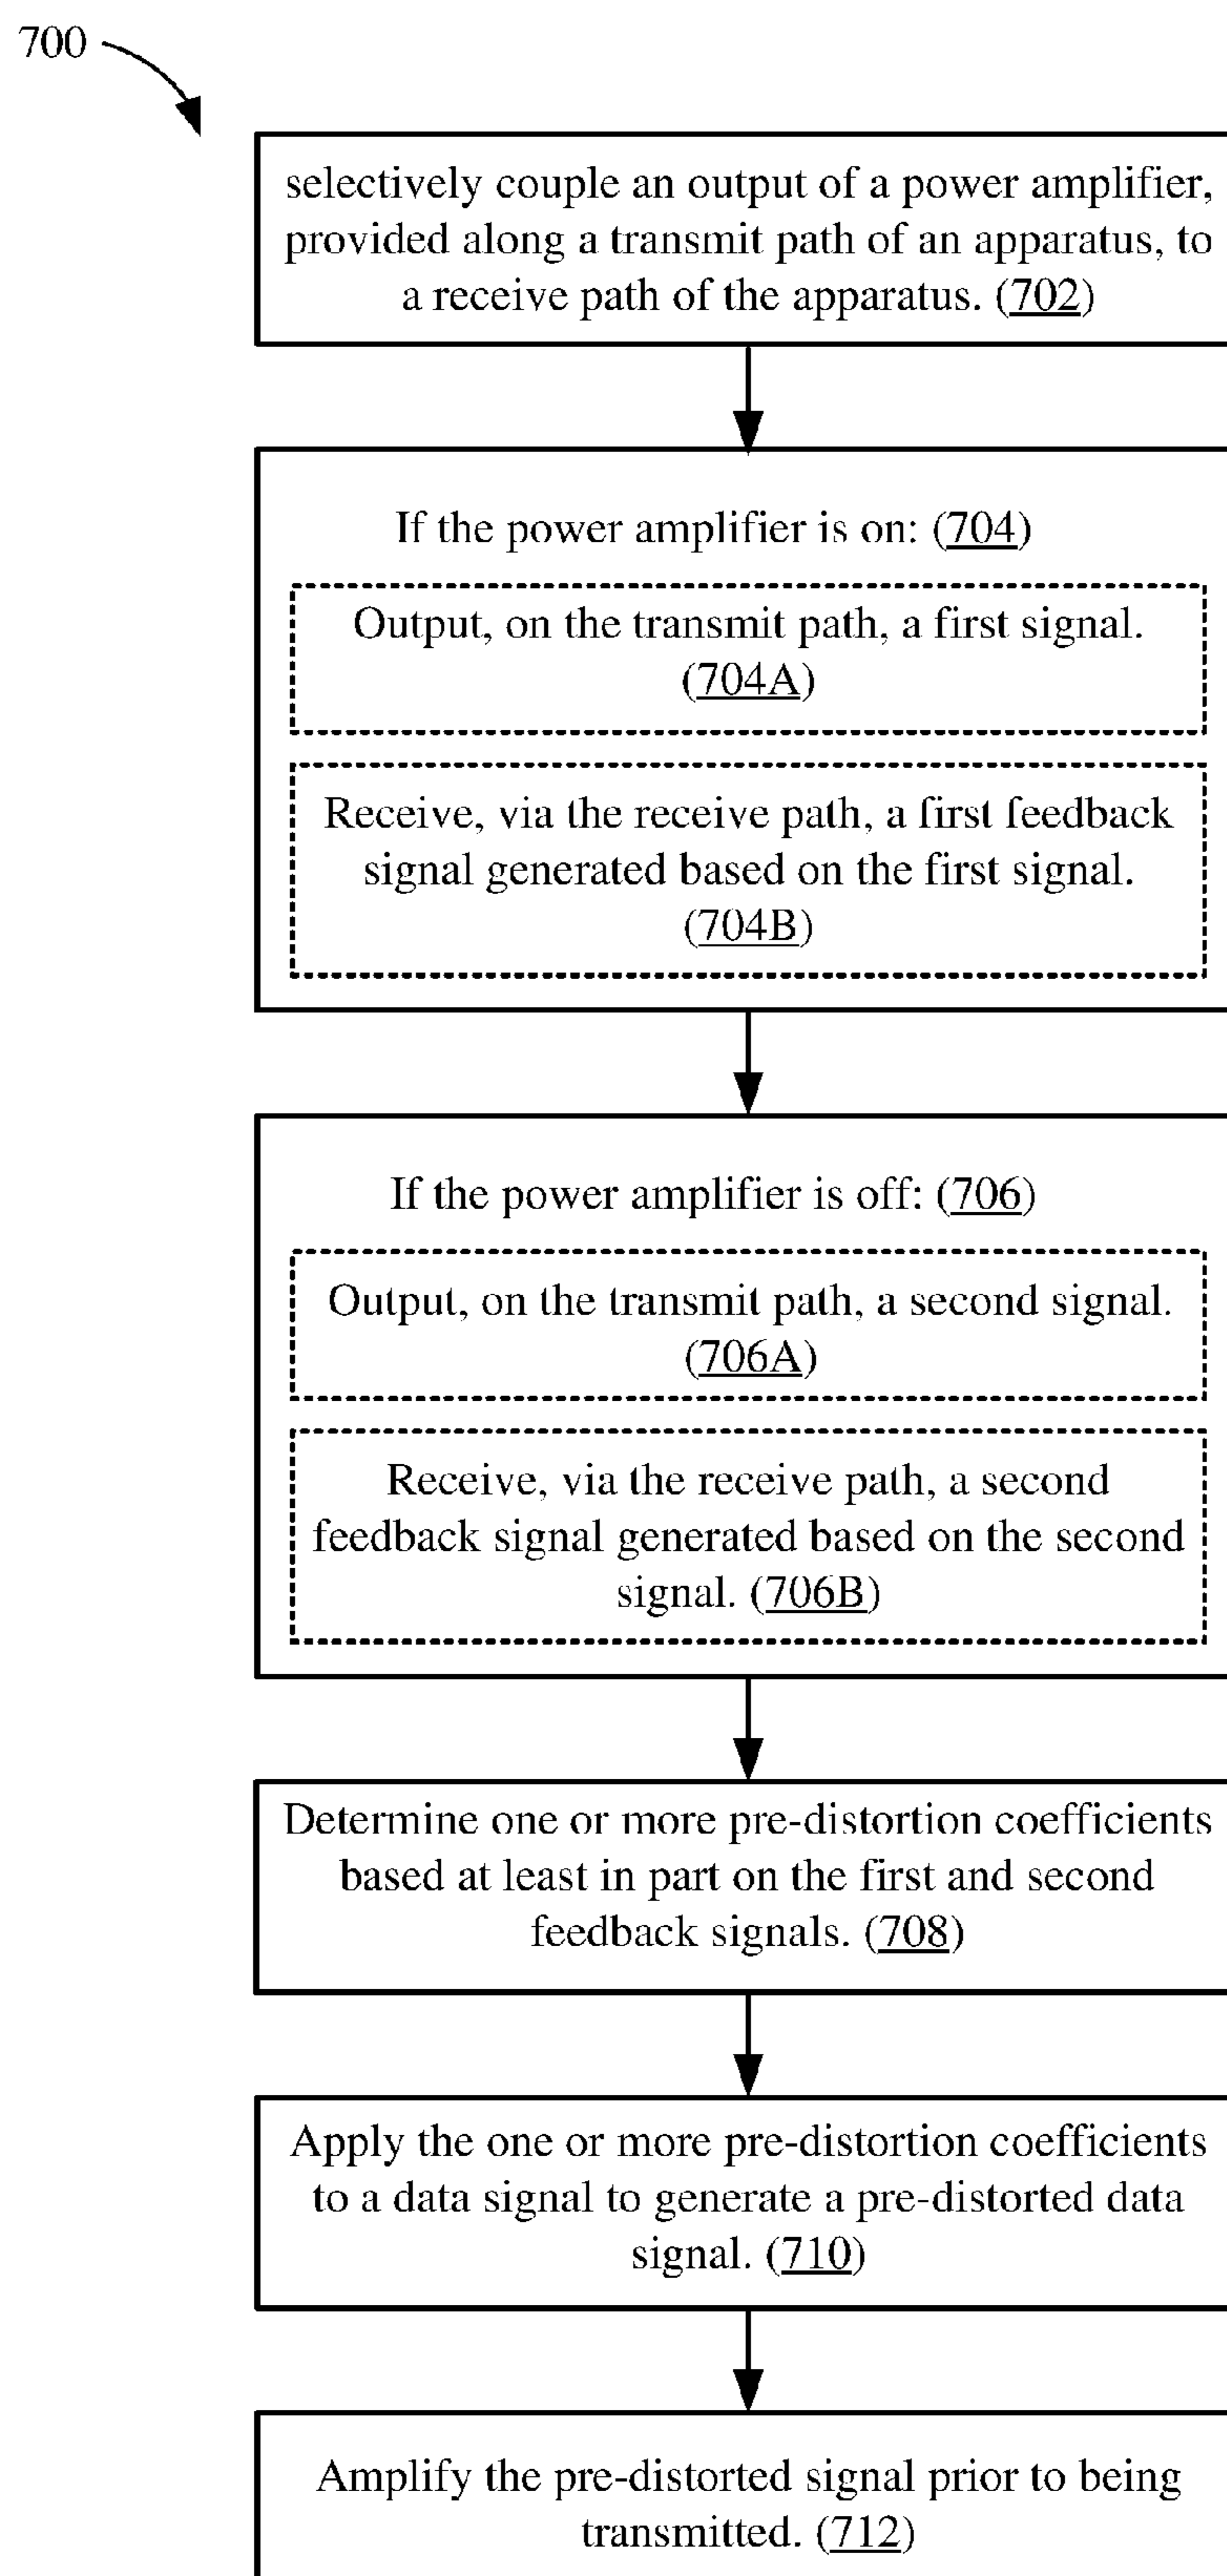 700
selectively couple an output of a power amplifier,
provided along a transmit path of an apparatus, to
a receive path of the apparatus. (702)
If the power amplifier is on: (704)
Output, on the transmit path, a first signal.
(704A)
Receive, via the receive path, a first feedback
signal generated based on the first signal.
(704B)
If the power amplifier is off: (706)
Output, on the transmit path, a second signal.
(706A)
Receive, via the receive path, a second
feedback signal generated based on the second
signal. (706B)
Determine one or more pre-distortion coefficients
based at least in part on the first and second
feedback signals. (708)
Apply the one or more pre-distortion coefficients
to a data signal to generate a pre-distorted data
signal. (710)
Amplify the pre-distorted signal prior to being
transmitted. (712)